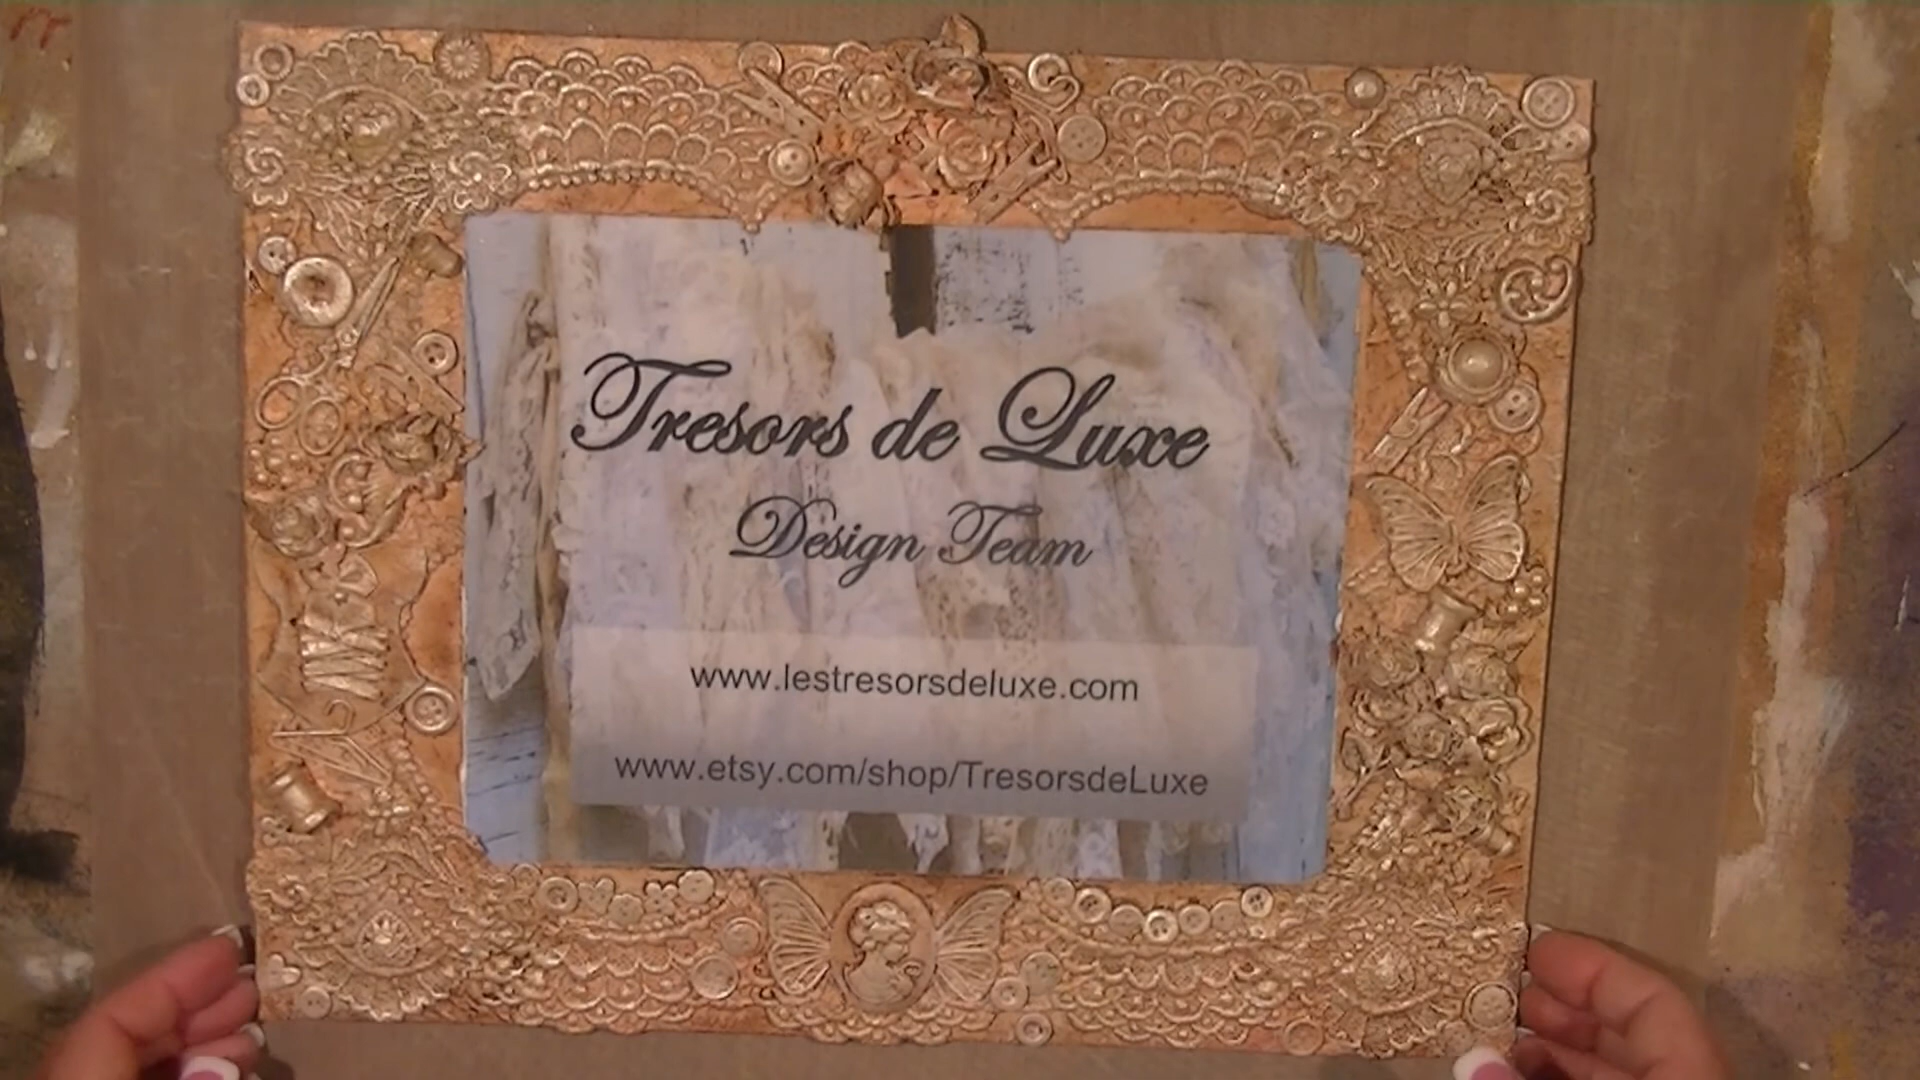 Tresors de Luxe
Design Team
www.lestresorsdeluxe.com
www.etsy.com/shop/TresorsdeLuxe